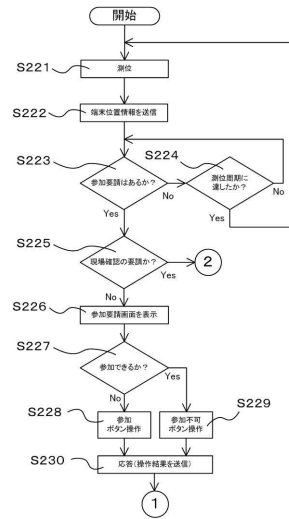 開始
S221
測位
S222
端末位置情報を送信
S223
参加要請はあるか?
No
Yes
S224
測位周期に
達したか?
No
Yes
S225
現場確認の要請か?
Yes
②
No
S226
参加要請画面を表示
S227
参加できるか?
Yes
No
S228
参加
ボタン操作
S229
参加不可
ボタン操作
S230
応答(操作結果を送信)
①